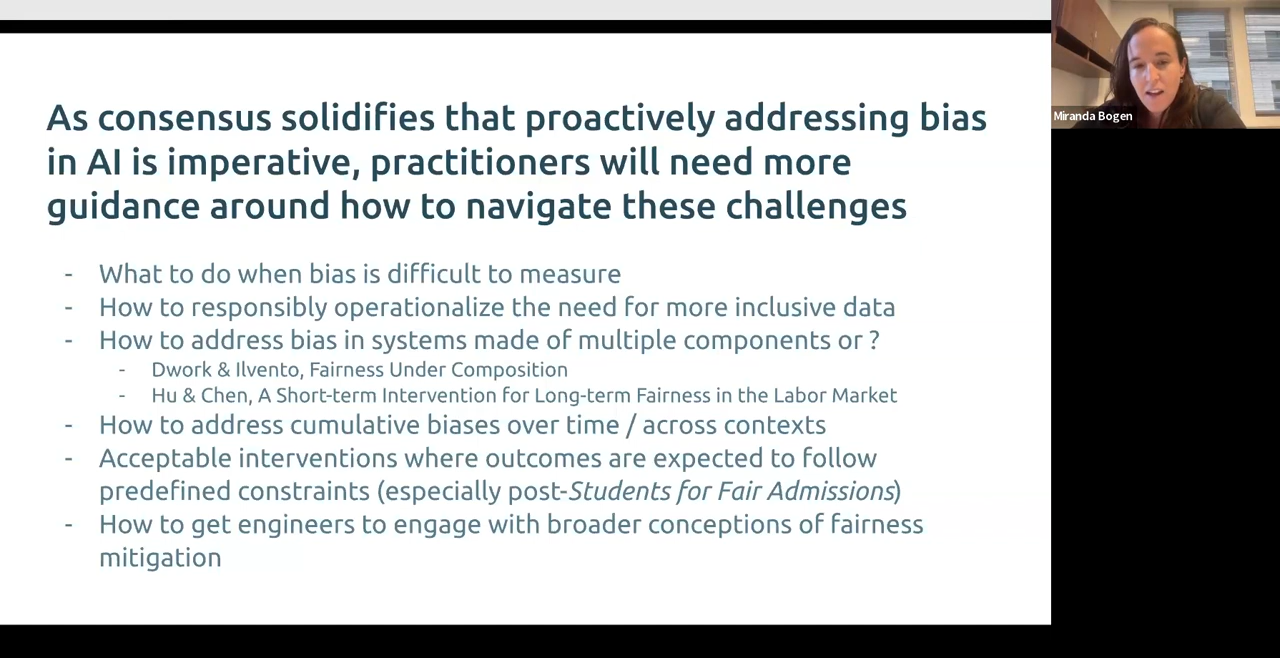 As consensus solidifies that proactively addressing bias
in AI is imperative, practitioners will need more
guidance around how to navigate these challenges
- What to do when bias is difficult to measure
- How to responsibly operationalize the need for more inclusive data
- How to address bias in systems made of multiple components or ?
- Dwork & Ilvento, Fairness Under Composition
- Hu & Chen, A Short-term Intervention for Long-term Fairness in the Labor Market
- How to address cumulative biases over time / across contexts
- Acceptable interventions where outcomes are expected to follow
predefined constraints (especially post-Students for Fair Admissions)
- How to get engineers to engage with broader conceptions of fairness
mitigation
Miranda Bogen